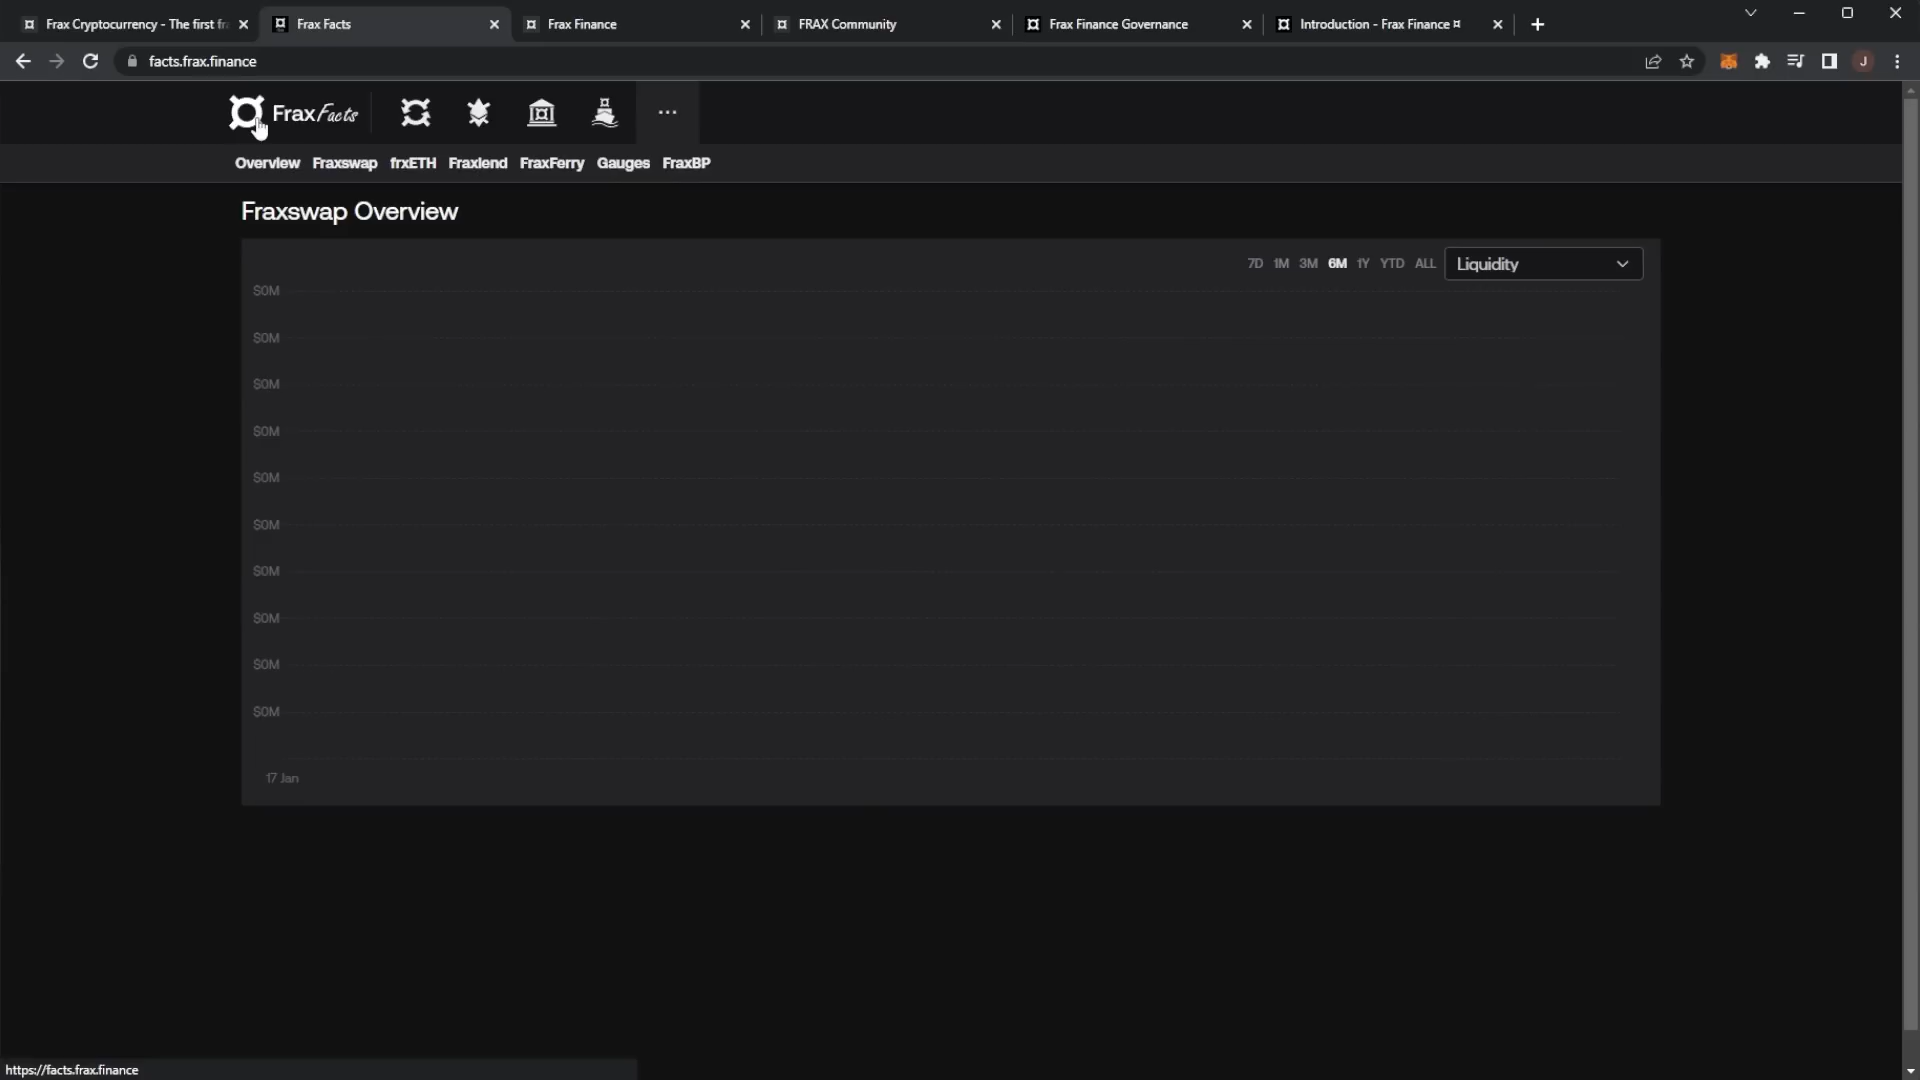 Frax Cryptocurrency - The first fr
Frax Facts
Frax Finance
FRAX Community
Frax Finance Governance
Introduction - Frax Finance ¤
facts.frax.finance
J
Frax Facts
Overview Fraxswap frxETH Fraxlend FraxFerry Gauges FraxBP
Fraxswap Overview
7D 1M 3M 6M 1Y YTD ALL Liquidity
$0M
$0M
$0M
$0M
$0M
$0M
$0M
$0M
$0M
$0M
17 Jan
https://facts.frax.finance